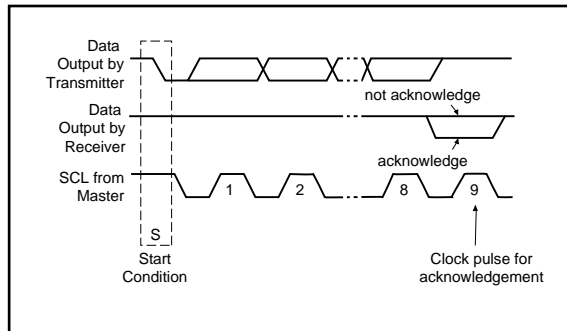 Data
Output by
Transmitter
not acknowledge
Data
Output by
Receiver
acknowledge
SCL from
Master
1
2
8
9
S
Start
Condition
Clock pulse for
acknowledgement